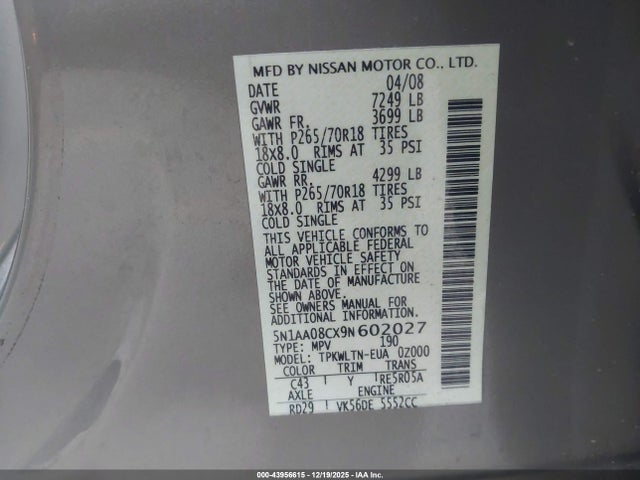 MFD BY NISSAN MOTOR CO., LTD.
DATE 04/08
GVWR 7249 LB
GAWR FR. 3699 LB
WITH P265/70R18 TIRES
18X8.0 RIMS AT 35 PSI
COLD SINGLE
GAWR RR. 4299 LB
WITH P265/70R18 TIRES
18X8.0 RIMS AT 35 PSI
COLD SINGLE
THIS VEHICLE CONFORMS TO
ALL APPLICABLE FEDERAL
MOTOR VEHICLE SAFETY
STANDARDS IN EFFECT ON
THE DATE OF MANUFACTURE
SHOWN ABOVE.
SEE OWNERS MANUAL FOR
ADDITIONAL INFORMATION.
5N1AA08CX9N602027
TYPE: MPV 190
MODEL: TPKWLTN-EUA 0Z000
COLOR TRIM TRANS
C43 Y RE5R05A
AXLE ENGINE
RD29 VK56DE 5552CC
000-43956615 - 12/19/2025 - IAA Inc.